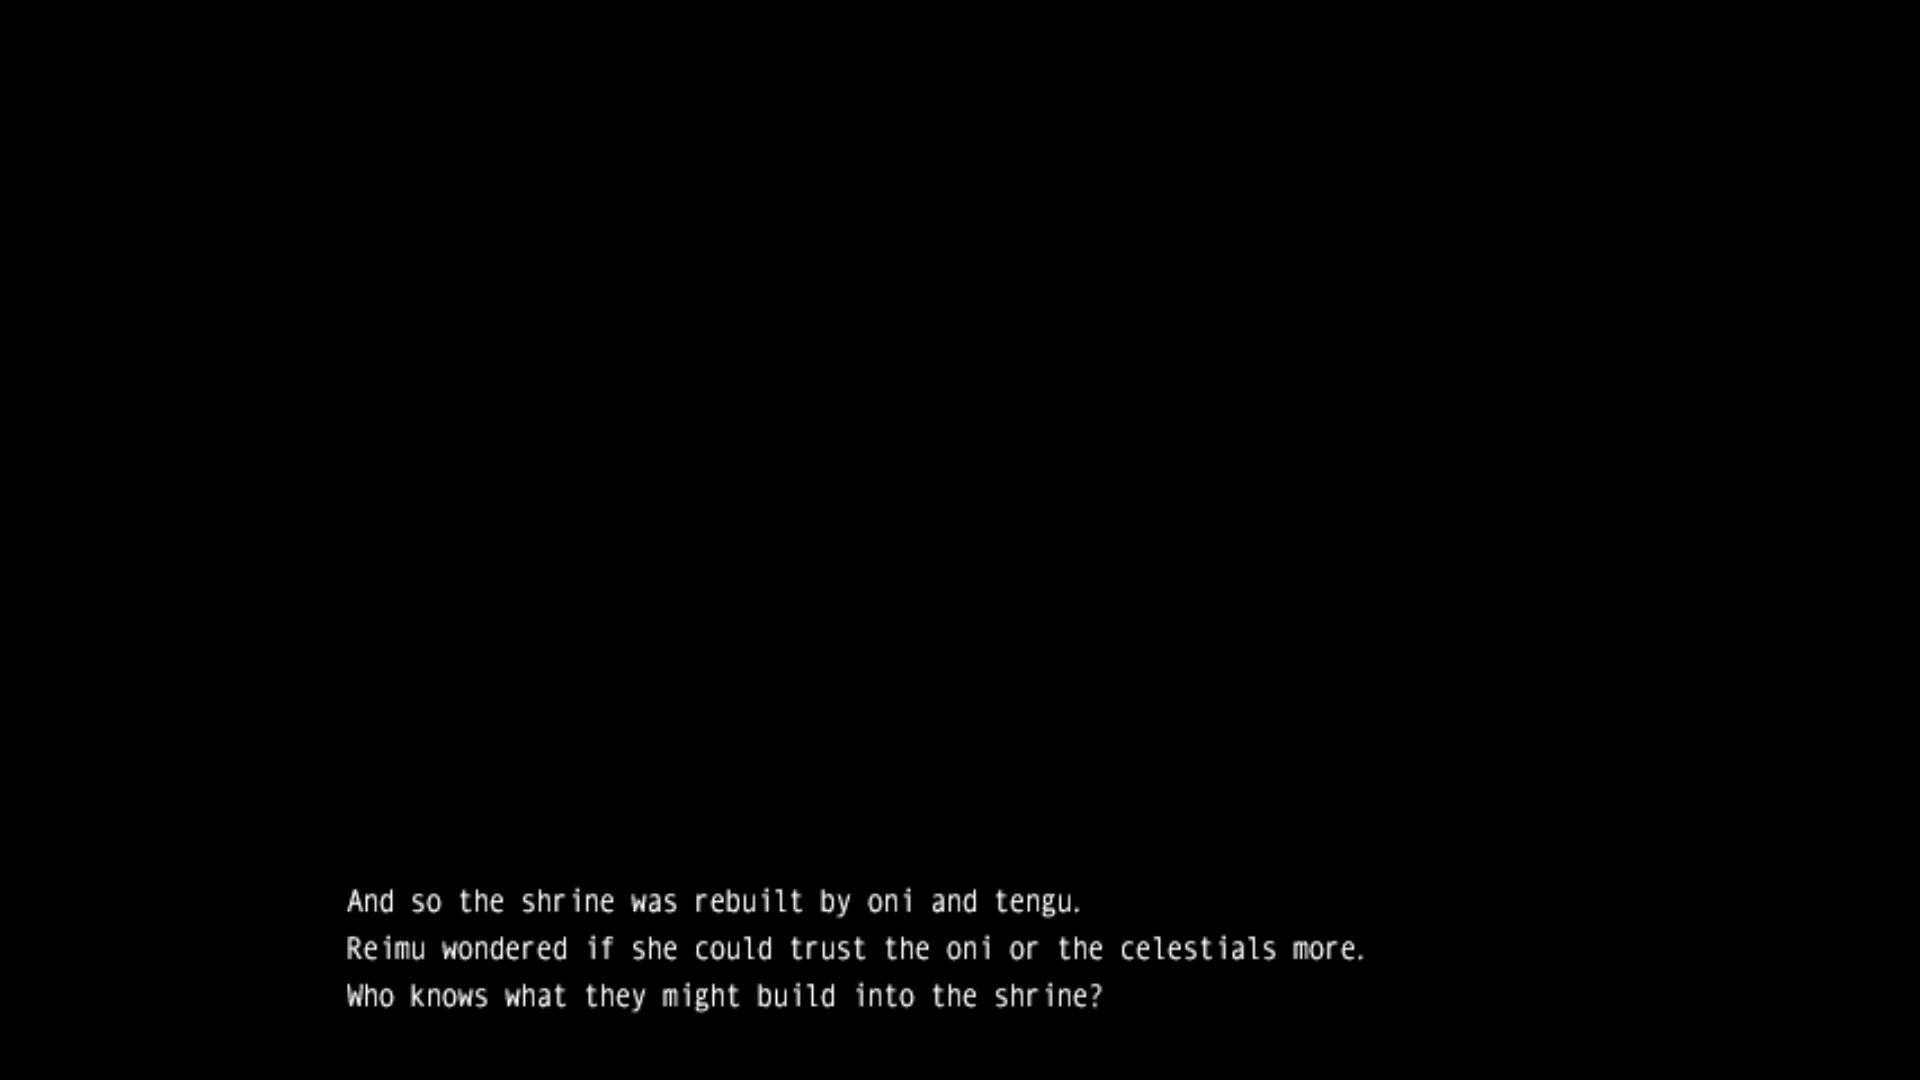 And so the shrine was rebuilt by oni and tengu.
Reimu wondered if she could trust the oni or the celestials more.
Who knows what they might build into the shrine?